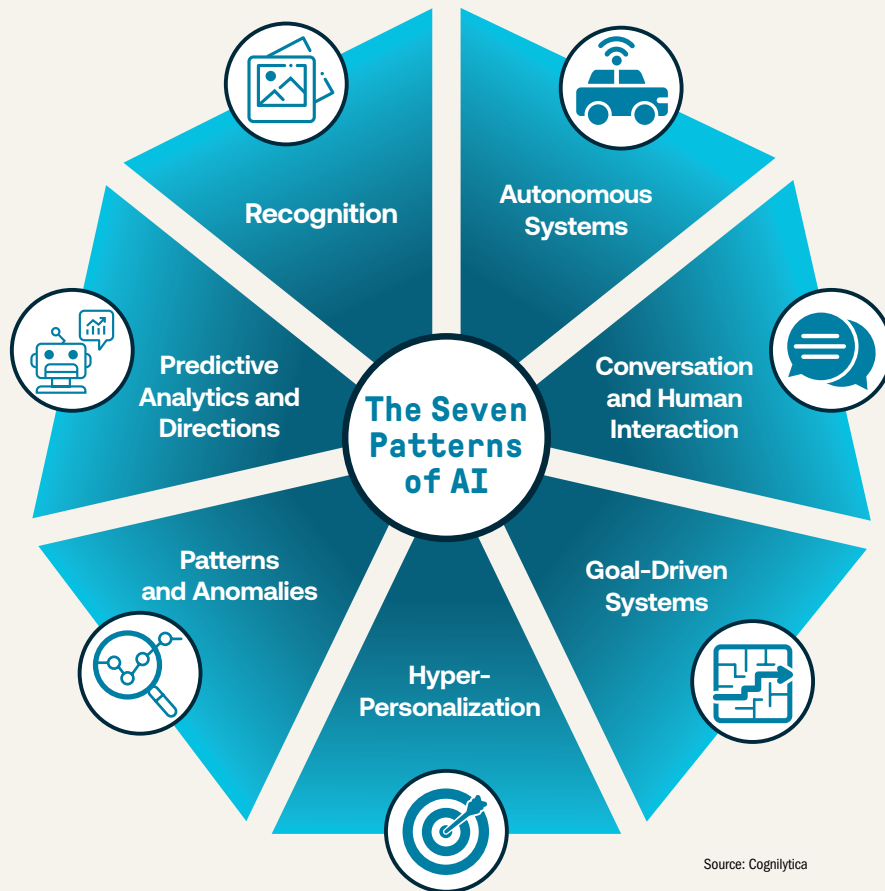 The Seven
Patterns
of AI
Recognition
Autonomous
Systems
Conversation
and Human
Interaction
Goal-Driven
Systems
Hyper-
Personalization
Patterns
and Anomalies
Predictive
Analytics and
Directions
Source: Cognilytica